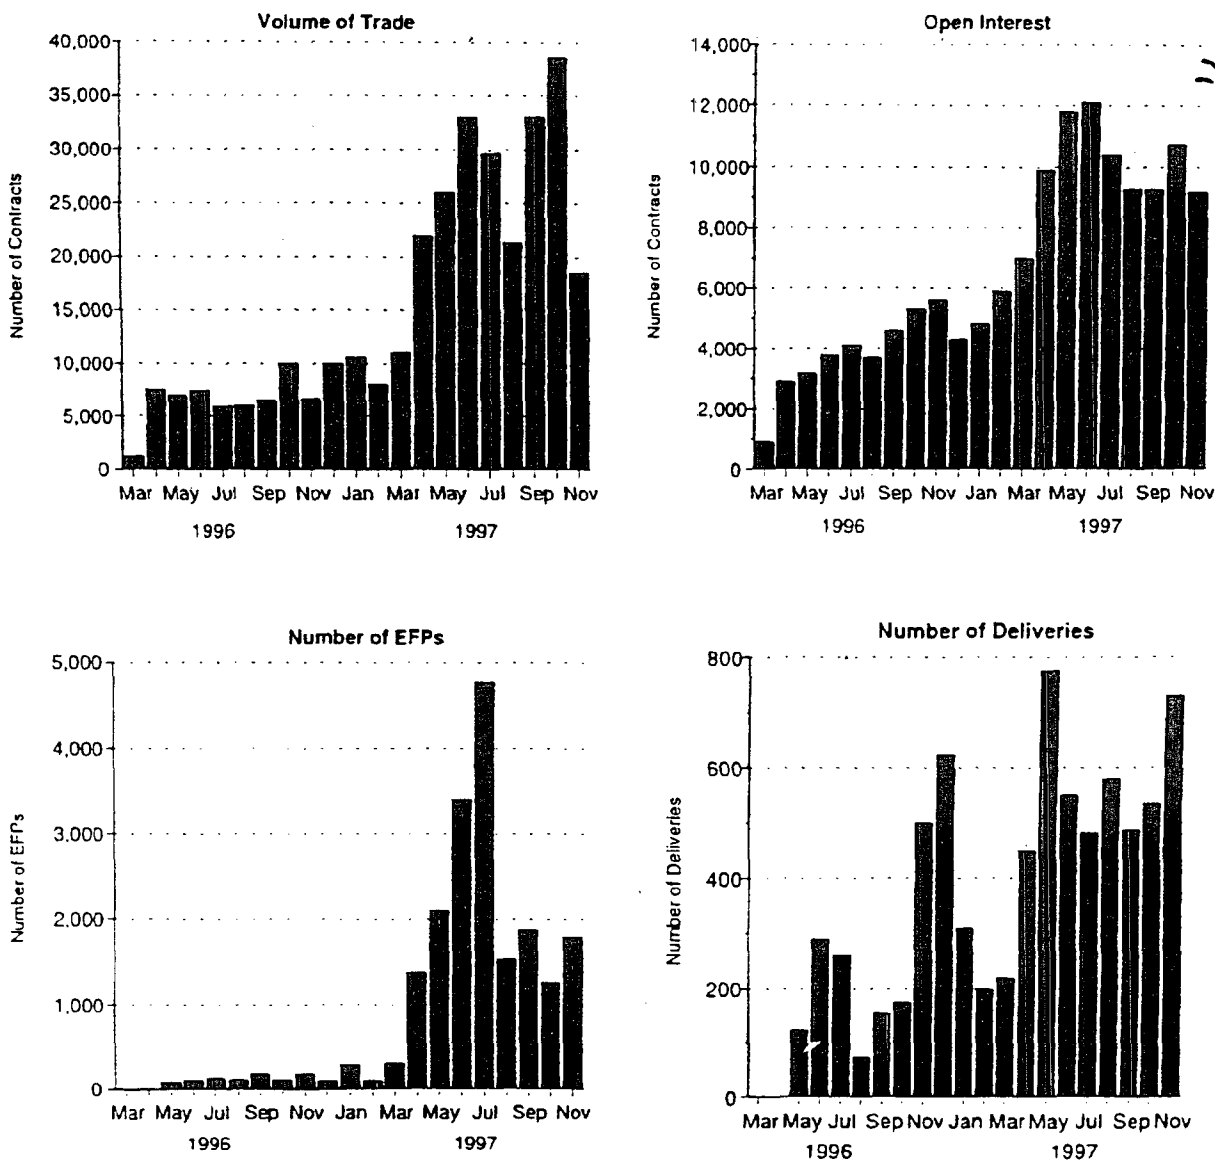 Volume of Trade
40,000
35,000
30,000
25,000
20,000
15,000
10,000
5,000
0
Number of Contracts
Mar May Jul Sep Nov Jan Mar May Jul Sep Nov
1996 1997
Open Interest
14,000
12,000
10,000
8,000
6,000
4,000
2,000
0
Number of Contracts
Mar May Jul Sep Nov Jan Mar May Jul Sep Nov
1996 1997
Number of EFPs
5,000
4,000
3,000
2,000
1,000
0
Number of EFPs
Mar May Jul Sep Nov Jan Mar May Jul Sep Nov
1996 1997
Number of Deliveries
800
600
400
200
0
Number of Deliveries
Mar May Jul Sep Nov Jan Mar May Jul Sep Nov
1996 1997